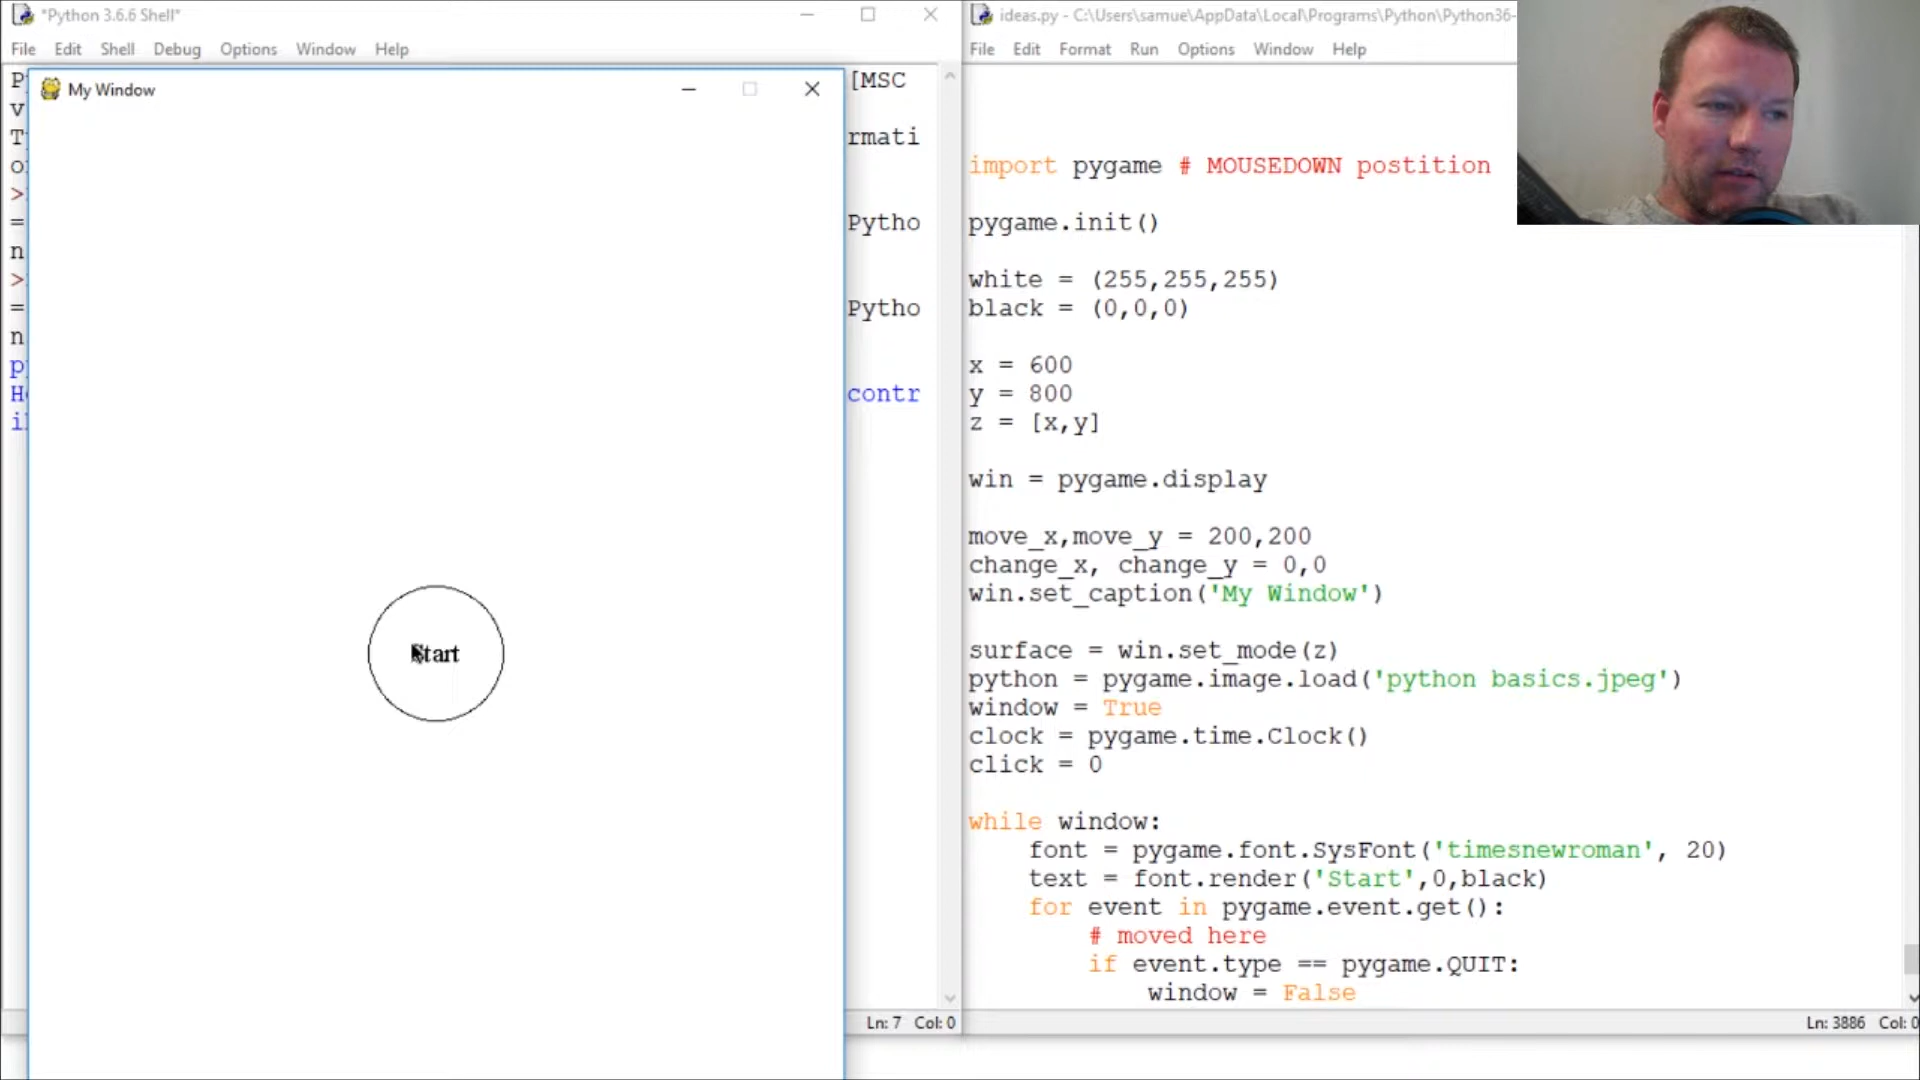 *Python 3.6.6 Shell*
File Edit Shell Debug Options Window Help
[MSC
rmati
Pytho
Pytho
contr
Ln: 7 Col: 0
My Window
Start
ideas.py - C:\Users\samue\AppData\Local\Programs\Python\Python36-
File Edit Format Run Options Window Help
import pygame # MOUSEDOWN postition
pygame.init()
white = (255,255,255)
black = (0,0,0)
x = 600
y = 800
z = [x,y]
win = pygame.display
move_x,move_y = 200,200
change_x, change_y = 0,0
win.set_caption('My Window')
surface = win.set_mode(z)
python = pygame.image.load('python basics.jpeg')
window = True
clock = pygame.time.Clock()
click = 0
while window:
font = pygame.font.SysFont('timesnewroman', 20)
text = font.render('Start',0,black)
for event in pygame.event.get():
# moved here
if event.type == pygame.QUIT:
window = False
Ln: 3886 Col: 0